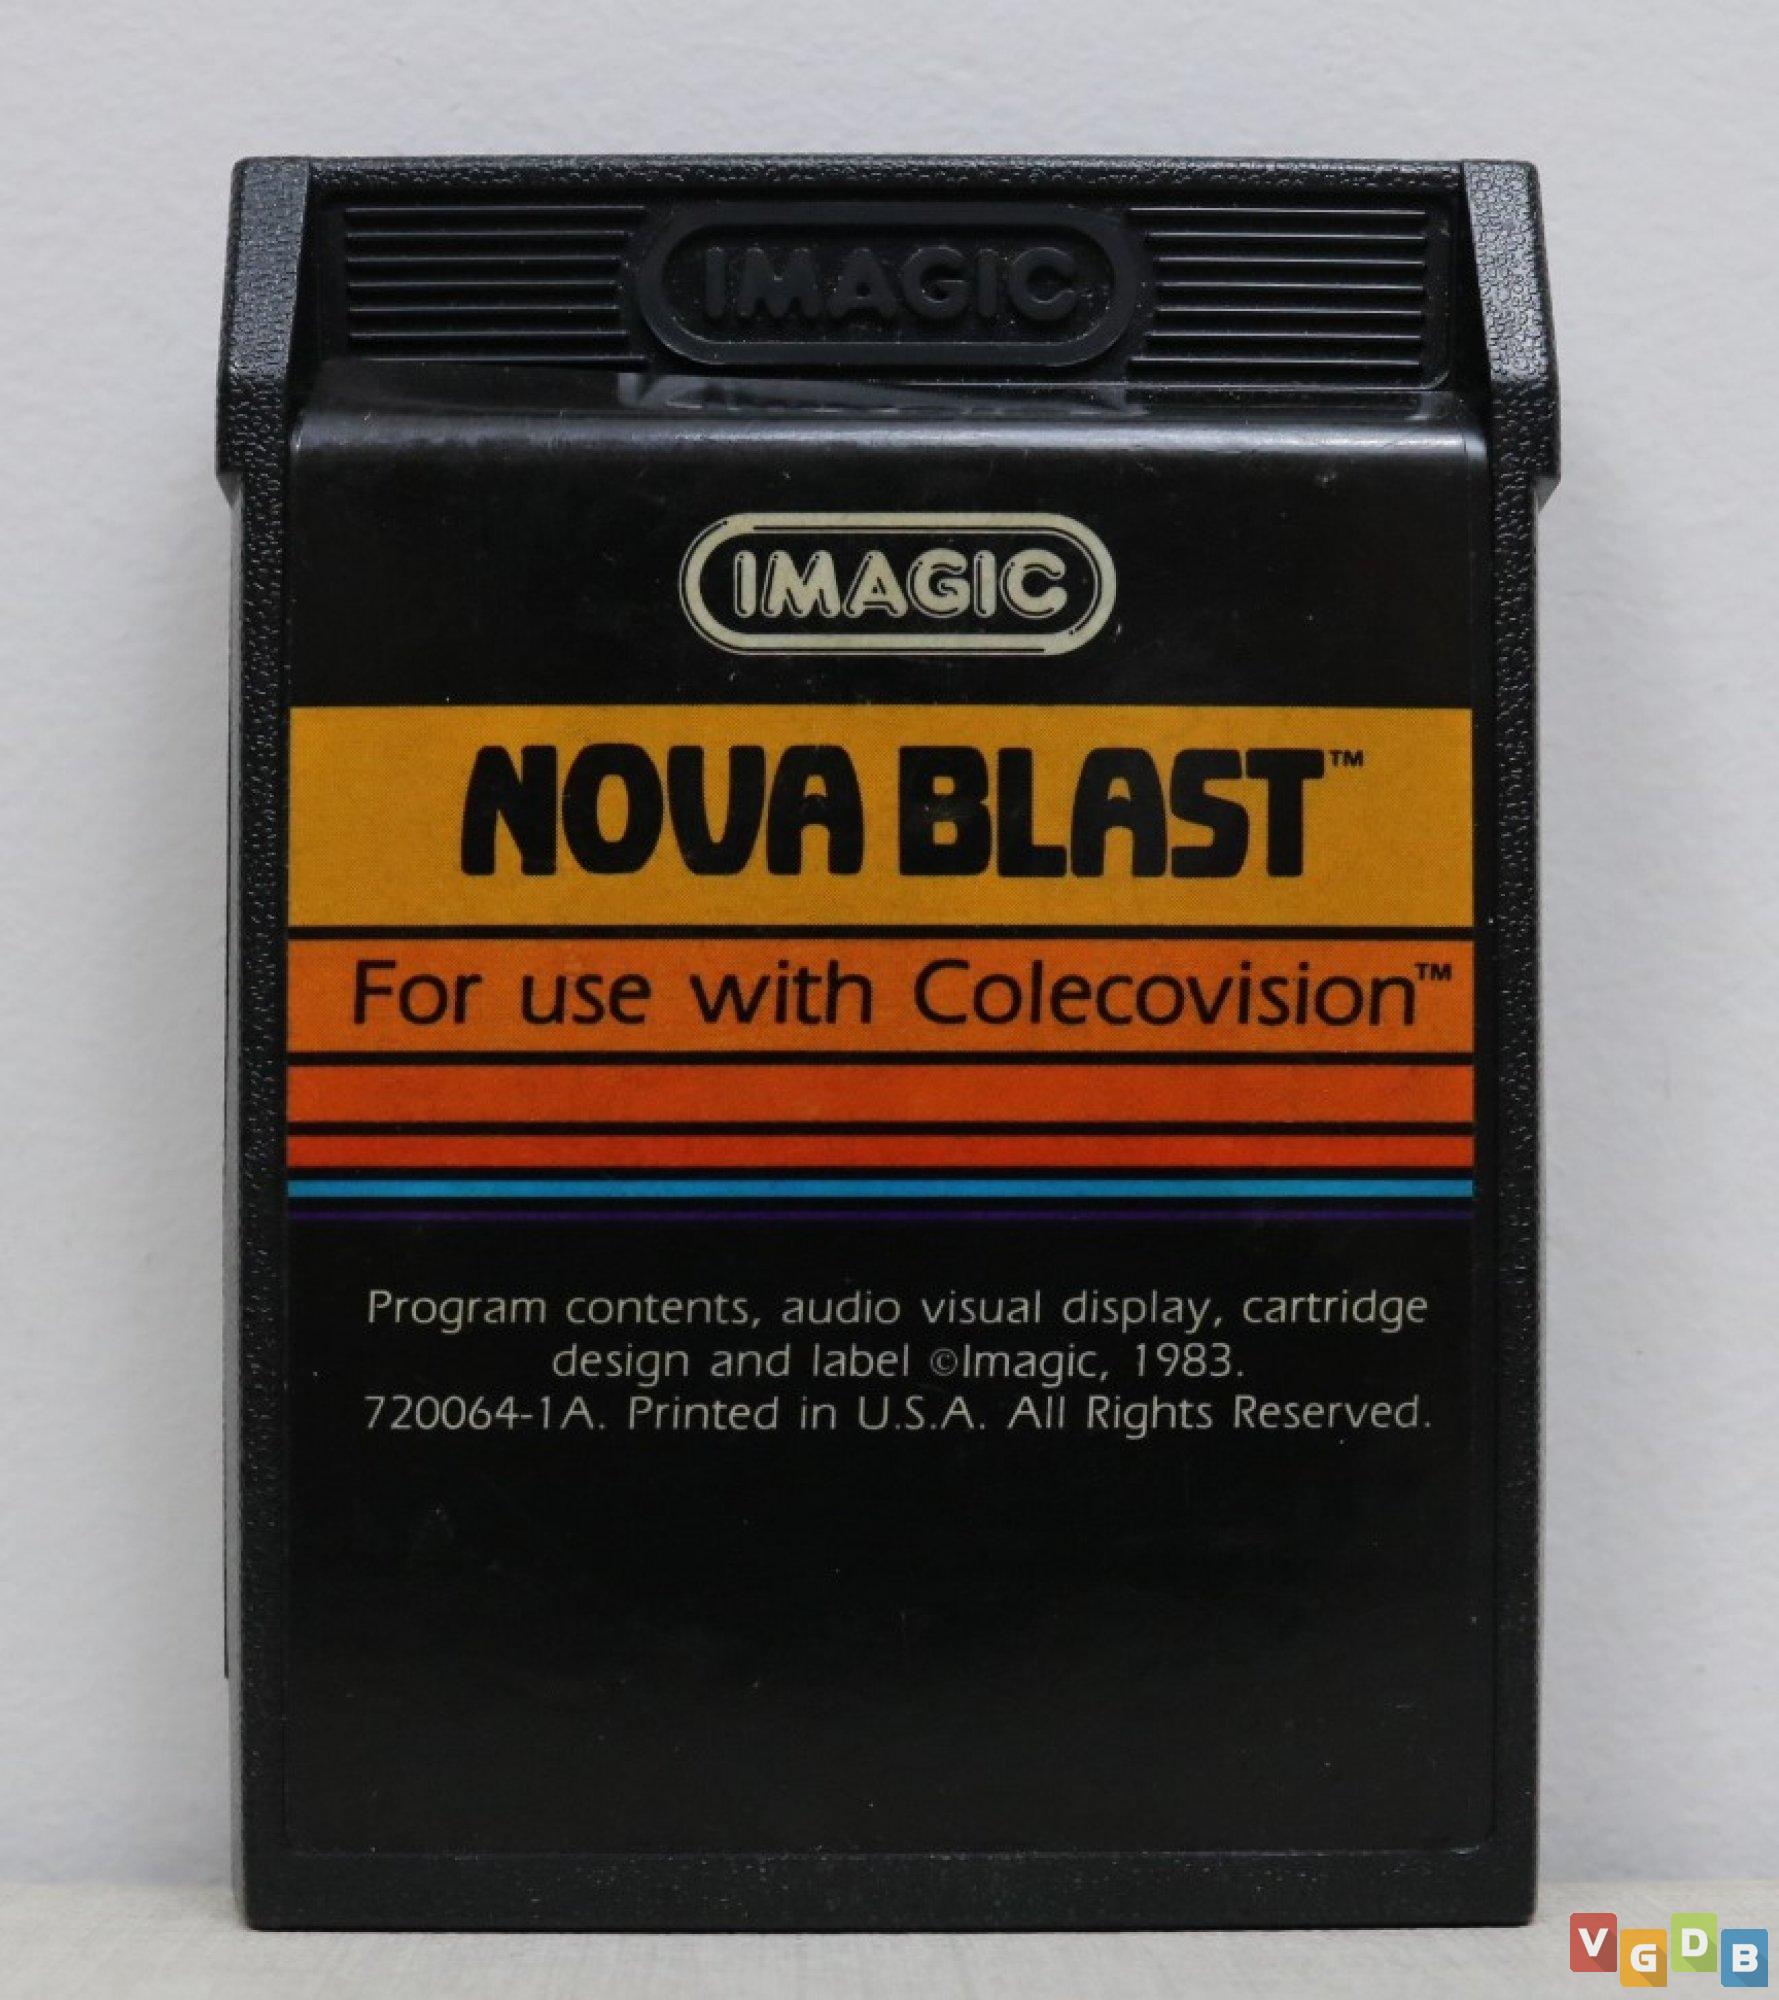 IMAGIC
IMAGIC
NOVA BLAST™
For use with Colecovision™
Program contents, audio visual display, cartridge
design and label ©Imagic, 1983.
720064-1A. Printed in U.S.A. All Rights Reserved.
VGDB